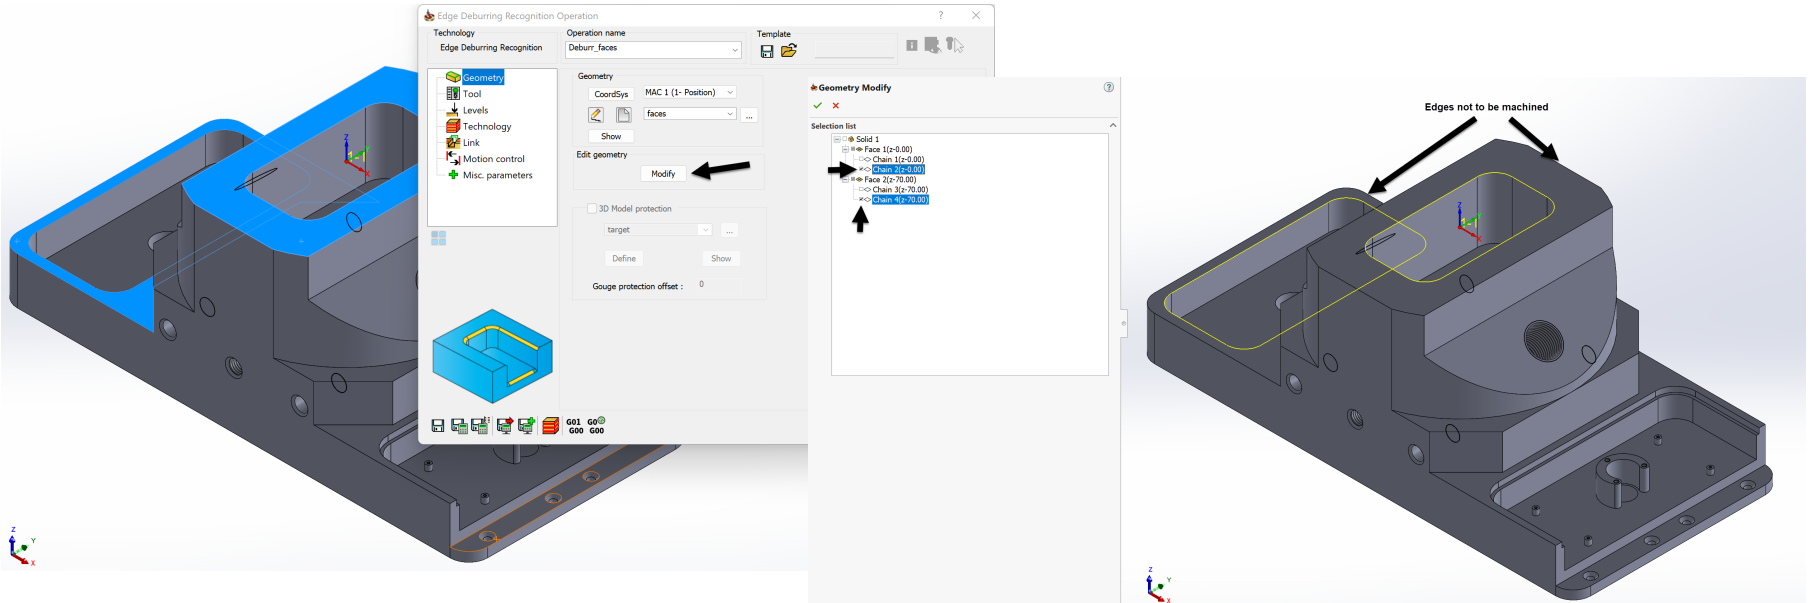 Edge Deburring Recognition Operation
?
Technology
Edge Deburring Recognition
Operation name
Deburr_faces
Template
Geometry
Tool
Levels
Technology
Link
Motion control
Misc. parameters
Geometry
CoordSys
MAC 1 (1- Position)
faces
...
Show
Edit geometry
Modify
3D Model protection
target
...
Define
Show
Gouge protection offset :
0
G01 G0
G00 G00
Geometry Modify
?
Selection list
Solid 1
Face 1(z-0.00)
Chain 1(z-0.00)
Chain 2(z-0.00)
Face 2(z-70.00)
Chain 3(z-70.00)
Chain 4(z-70.00)
Edges not to be machined
Z
Y
X
Z
Y
X
Z
X
Z
X